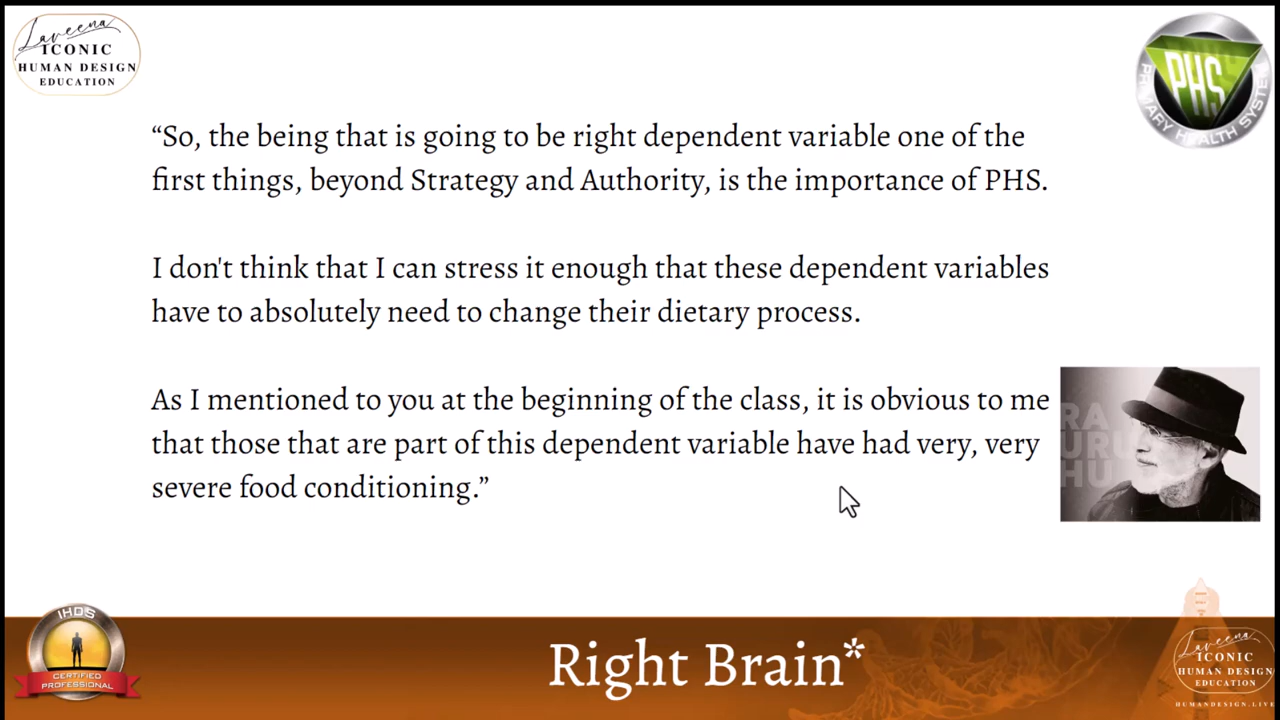 Laveena
ICONIC
HUMAN DESIGN
EDUCATION
PHS
PRIMARY HEALTH SYSTEM
“So, the being that is going to be right dependent variable one of the
first things, beyond Strategy and Authority, is the importance of PHS.
I don't think that I can stress it enough that these dependent variables
have to absolutely need to change their dietary process.
As I mentioned to you at the beginning of the class, it is obvious to me
that those that are part of this dependent variable have had very, very
severe food conditioning.”
RA
URU
HU
IHDS
CERTIFIED
PROFESSIONAL
Right Brain*
Laveena
ICONIC
HUMAN DESIGN
EDUCATION
HUMANDESIGN.LIVE